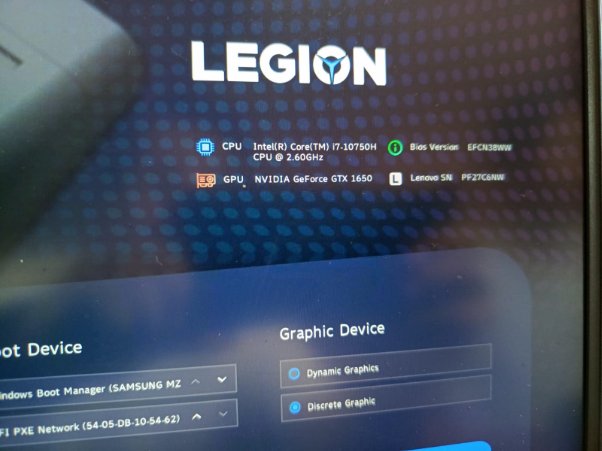 LEGION
CPU Intel(R) Core(TM) i7-10750H
CPU @ 2.60GHz
Bios Version EFCN38WW
GPU NVIDIA GeForce GTX 1650
L Lenovo SN PF27C6NW
ot Device
Graphic Device
ndows Boot Manager (SAMSUNG MZ
Dynamic Graphics
FI PXE Network (54-05-DB-10-54-62)
Discrete Graphic